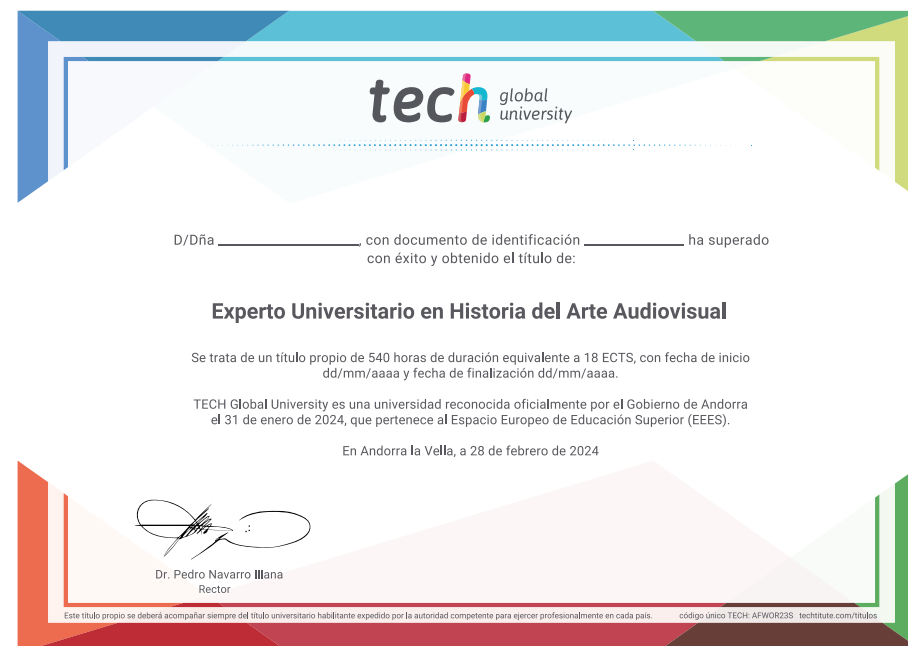 tech global university
D/Dña ____________________, con documento de identificación ______________ ha superado
con éxito y obtenido el título de:
Experto Universitario en Historia del Arte Audiovisual
Se trata de un título propio de 540 horas de duración equivalente a 18 ECTS, con fecha de inicio
dd/mm/aaaa y fecha de finalización dd/mm/aaaa.
TECH Global University es una universidad reconocida oficialmente por el Gobierno de Andorra
el 31 de enero de 2024, que pertenece al Espacio Europeo de Educación Superior (EEES).
En Andorra la Vella, a 28 de febrero de 2024
Dr. Pedro Navarro Illana
Rector
Este título propio se deberá acompañar siempre del título universitario habilitante expedido por la autoridad competente para ejercer profesionalmente en cada país. código único TECH: AFWOR23S techtitute.com/titulos